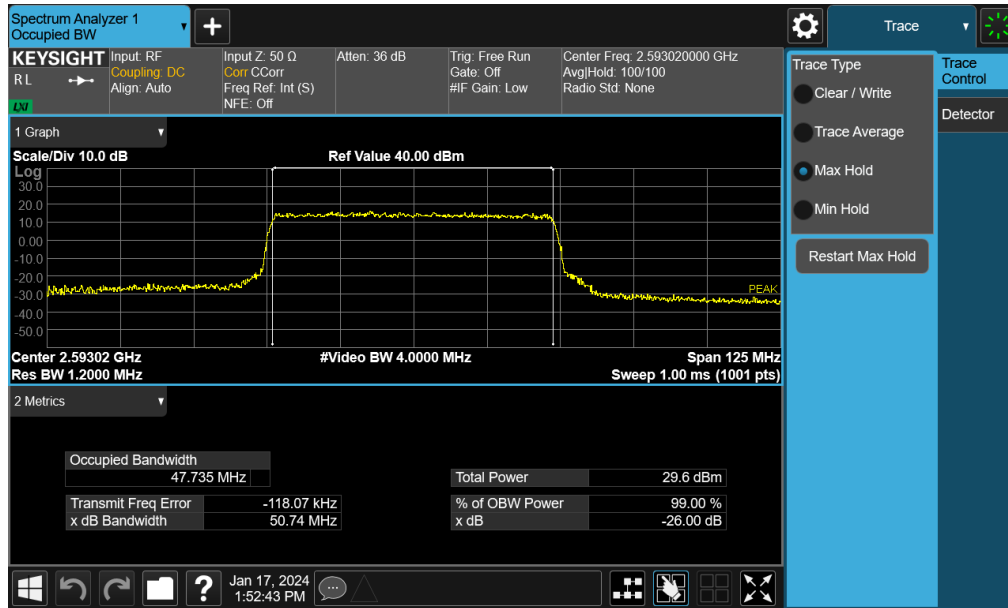 Spectrum Analyzer 1
Occupied BW
Trace
KEYSIGHT
R L
LXI
Input: RF
Coupling: DC
Align: Auto
Input Z: 50 Ω
Corr CCorr
Freq Ref: Int (S)
NFE: Off
Atten: 36 dB
Trig: Free Run
Gate: Off
#IF Gain: Low
Center Freq: 2.593020000 GHz
Avg|Hold: 100/100
Radio Std: None
Trace Type
Clear / Write
Trace Average
Max Hold
Min Hold
Restart Max Hold
Trace
Control
Detector
1 Graph
Scale/Div 10.0 dB
Ref Value 40.00 dBm
Log
30.0
20.0
10.0
0.00
-10.0
-20.0
-30.0
-40.0
-50.0
PEAK
Center 2.59302 GHz
#Video BW 4.0000 MHz
Span 125 MHz
Res BW 1.2000 MHz
Sweep 1.00 ms (1001 pts)
2 Metrics
Occupied Bandwidth
47.735 MHz
Total Power 29.6 dBm
Transmit Freq Error -118.07 kHz
% of OBW Power 99.00 %
x dB Bandwidth 50.74 MHz
x dB -26.00 dB
?
Jan 17, 2024
1:52:43 PM